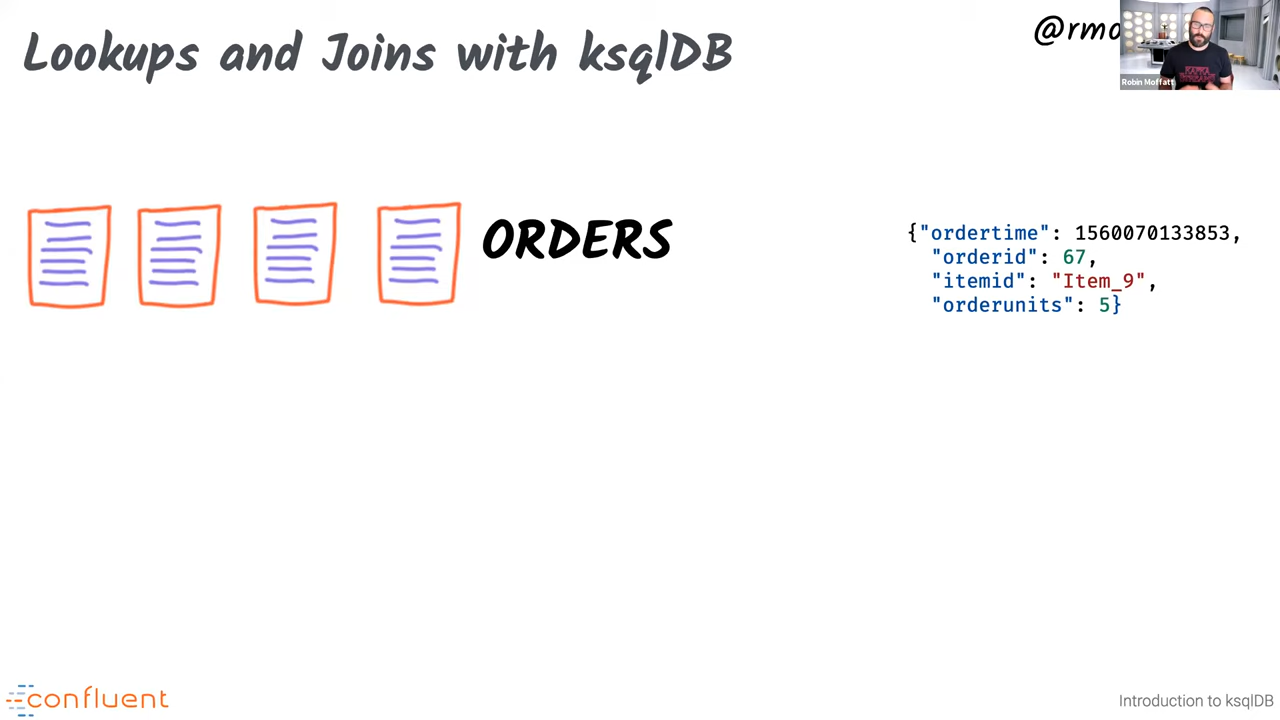 Lookups and Joins with ksqlDB
@rmo
Robin Moffatt
ORDERS
{"ordertime": 1560070133853,
"orderid": 67,
"itemid": "Item_9",
"orderunits": 5}
confluent
Introduction to ksqlDB